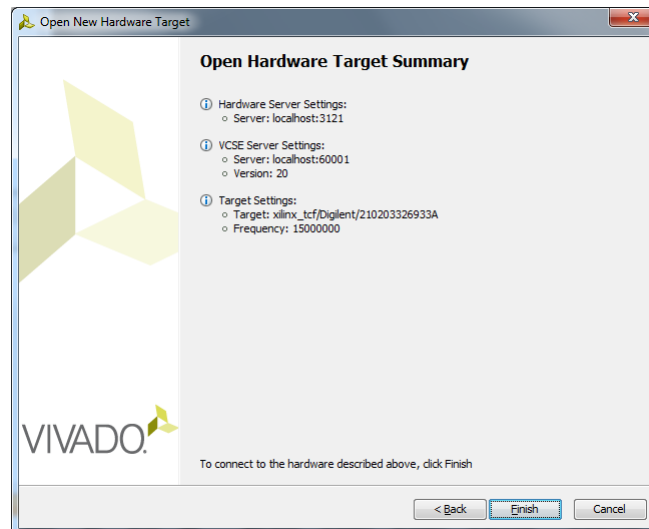 Open New Hardware Target
Open Hardware Target Summary
Hardware Server Settings:
Server: localhost:3121
VCSE Server Settings:
Server: localhost:60001
Version: 20
Target Settings:
Target: xilinx_tcf/Digilent/210203326933A
Frequency: 15000000
VIVADO.
To connect to the hardware described above, click Finish
< Back Finish Cancel